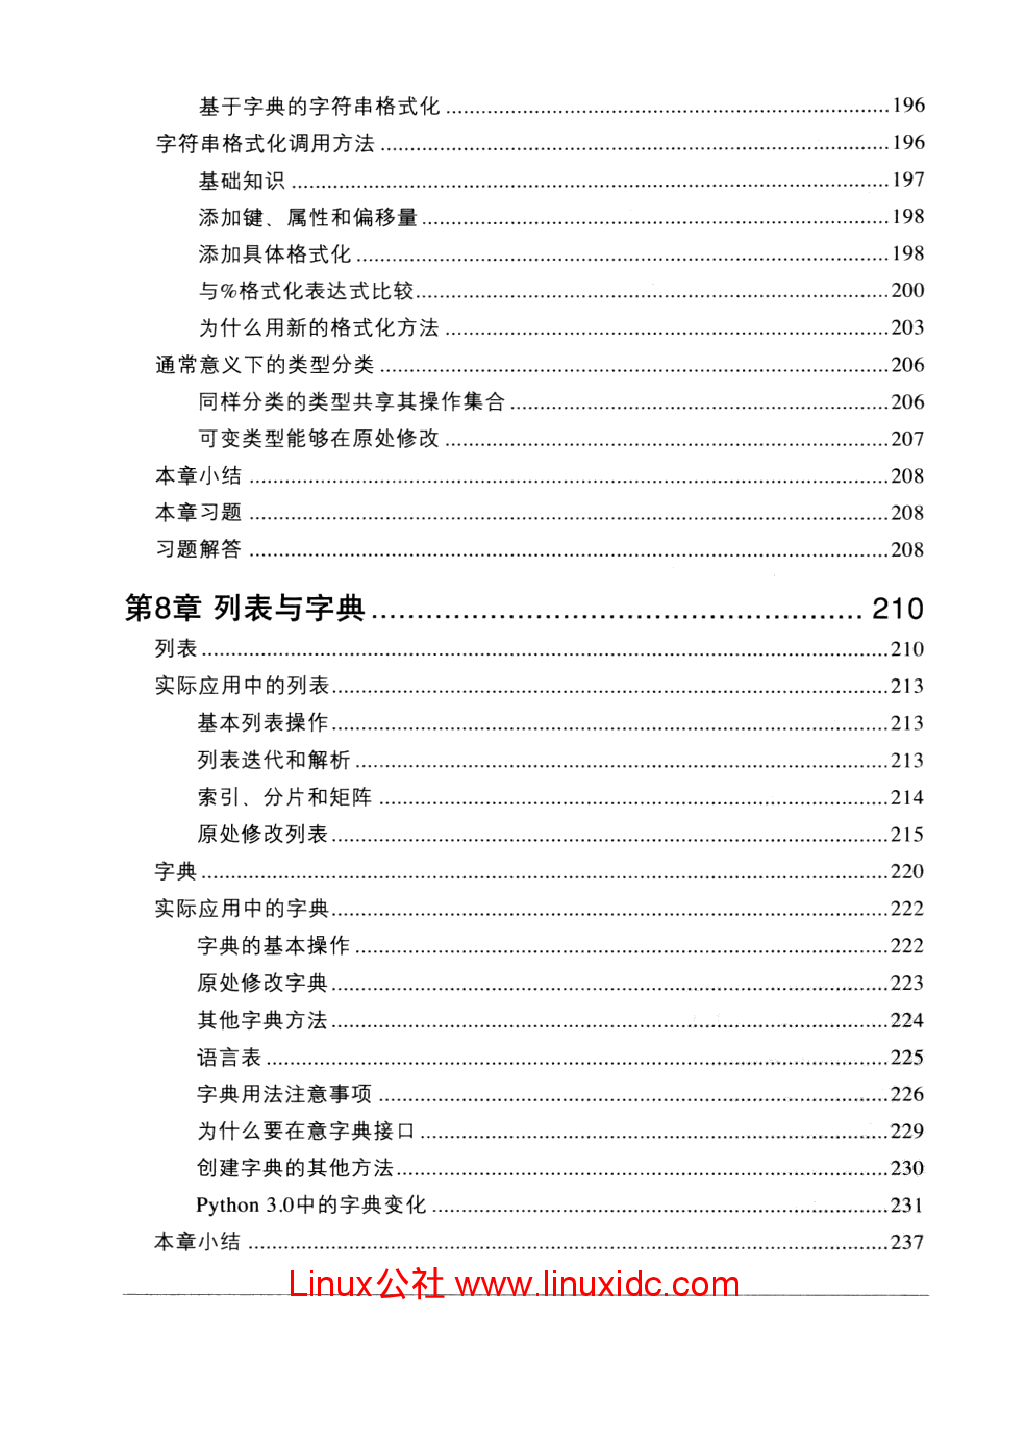 基于字典的字符串格式化 ........ 196
字符串格式化调用方法 ........ 196
基础知识 ........ 197
添加键、属性和偏移量 ........ 198
添加具体格式化 ........ 198
与%格式化表达式比较 ........ 200
为什么用新的格式化方法 ........ 203
通常意义下的类型分类 ........ 206
同样分类的类型共享其操作集合 ........ 206
可变类型能够在原处修改 ........ 207
本章小结 ........ 208
本章习题 ........ 208
习题解答 ........ 208
第8章 列表与字典 ........ 210
列表 ........ 210
实际应用中的列表 ........ 213
基本列表操作 ........ 213
列表迭代和解析 ........ 213
索引、分片和矩阵 ........ 214
原处修改列表 ........ 215
字典 ........ 220
实际应用中的字典 ........ 222
字典的基本操作 ........ 222
原处修改字典 ........ 223
其他字典方法 ........ 224
语言表 ........ 225
字典用法注意事项 ........ 226
为什么要在意字典接口 ........ 229
创建字典的其他方法 ........ 230
Python 3.0中的字典变化 ........ 231
本章小结 ........ 237
Linux公社 www.linuxidc.com